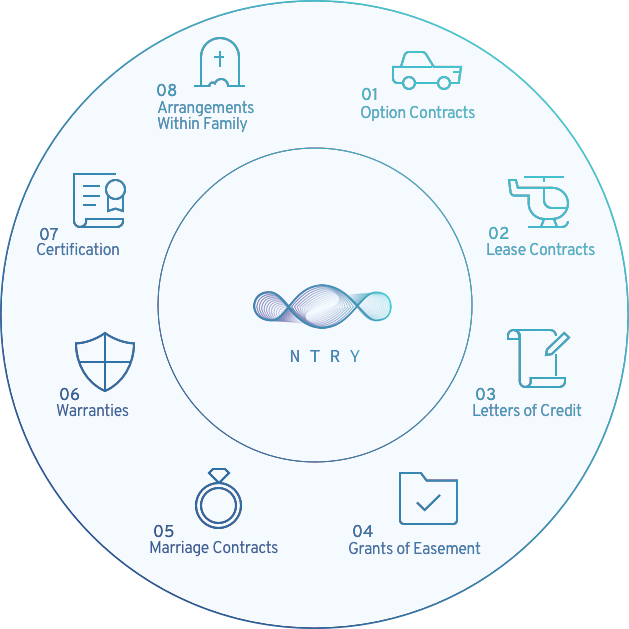 01
Option Contracts
02
Lease Contracts
03
Letters of Credit
04
Grants of Easement
05
Marriage Contracts
06
Warranties
07
Certification
08
Arrangements
Within Family
NTRY